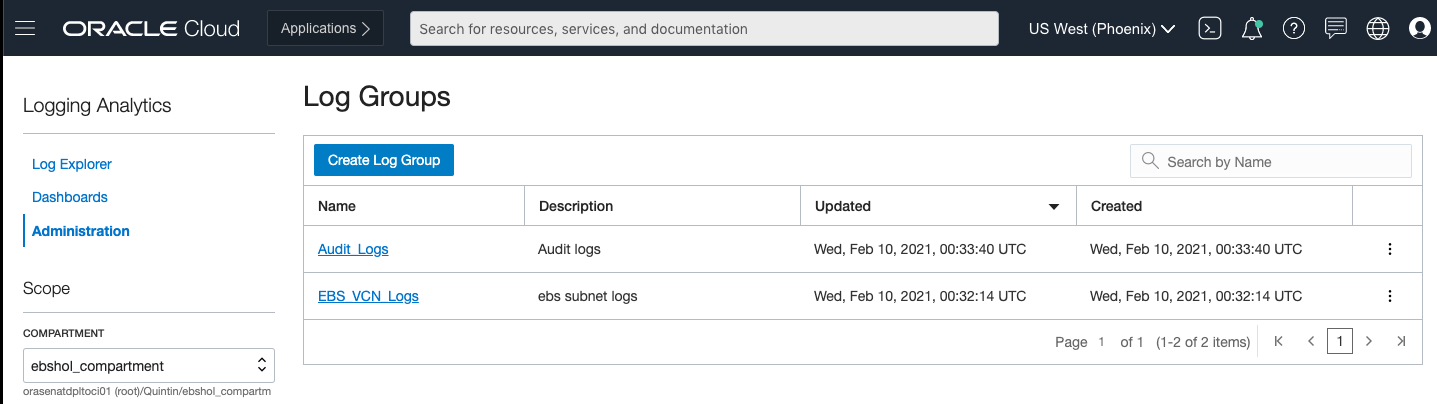 ORACLE Cloud
Applications
Search for resources, services, and documentation
US West (Phoenix)
Logging Analytics
Log Explorer
Dashboards
Administration
Scope
COMPARTMENT
ebshol_compartment
orasenatdpltoci01 (root)/Quintin/ebshol_compartm
Log Groups
Create Log Group
Search by Name
Name Description Updated Created
Audit_Logs Audit logs Wed, Feb 10, 2021, 00:33:40 UTC Wed, Feb 10, 2021, 00:33:40 UTC
EBS_VCN_Logs ebs subnet logs Wed, Feb 10, 2021, 00:32:14 UTC Wed, Feb 10, 2021, 00:32:14 UTC
Page 1 of 1 (1-2 of 2 items) 1